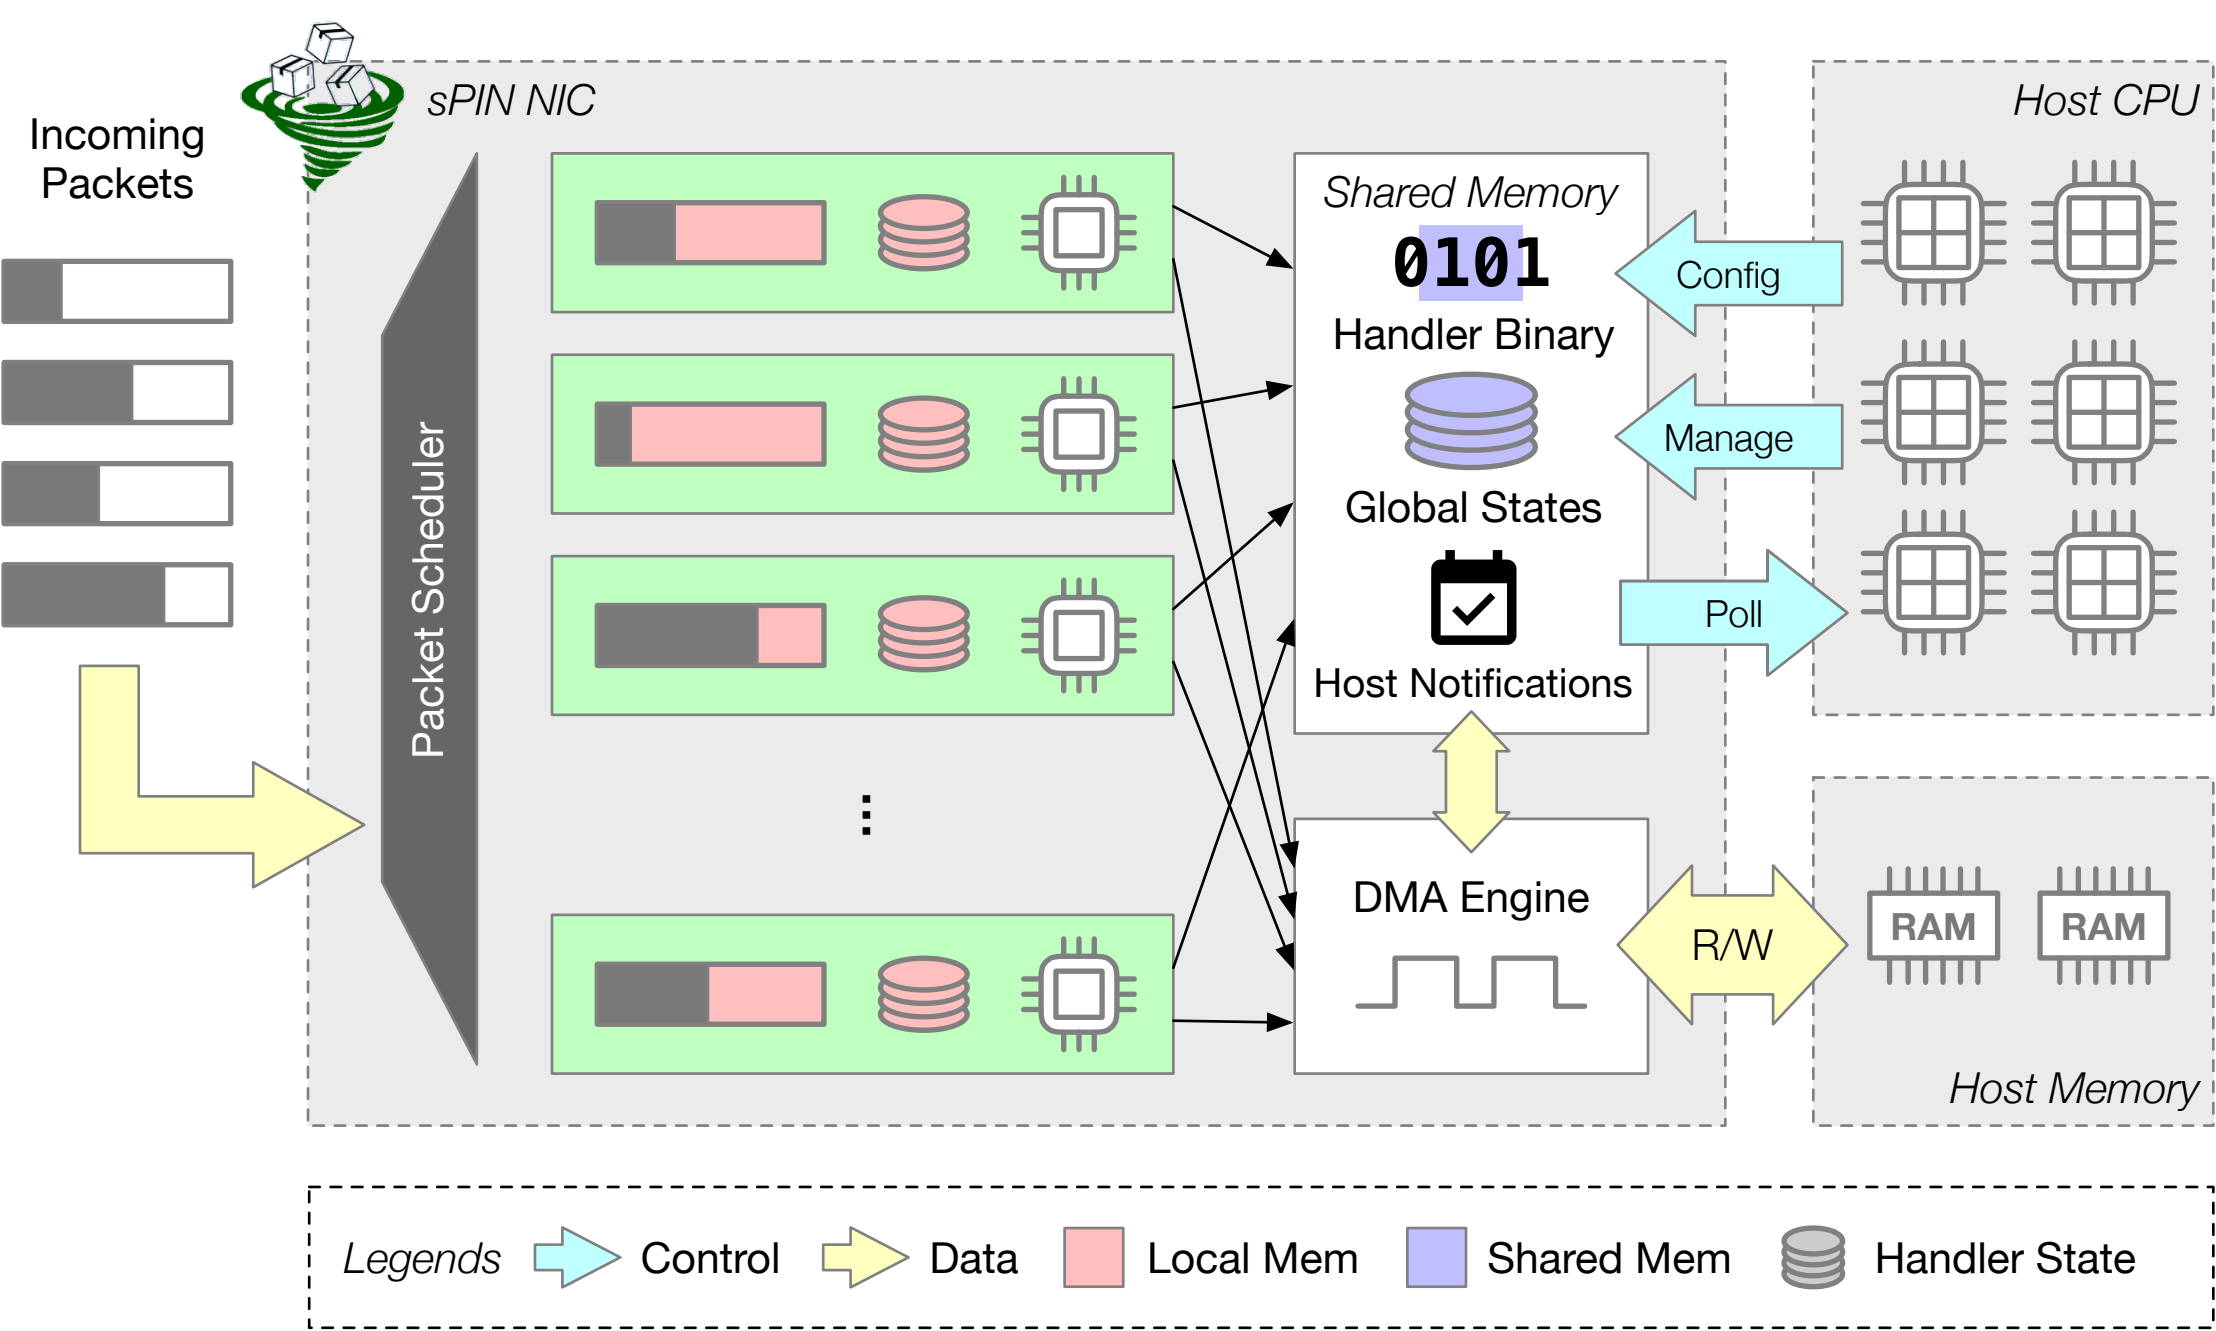 Incoming
Packets
sPIN NIC
Packet Scheduler
⋮
Shared Memory
0101
Handler Binary
Global States
Host Notifications
DMA Engine
Config
Manage
Poll
R/W
Host CPU
RAM
RAM
Host Memory
Legends
Control
Data
Local Mem
Shared Mem
Handler State